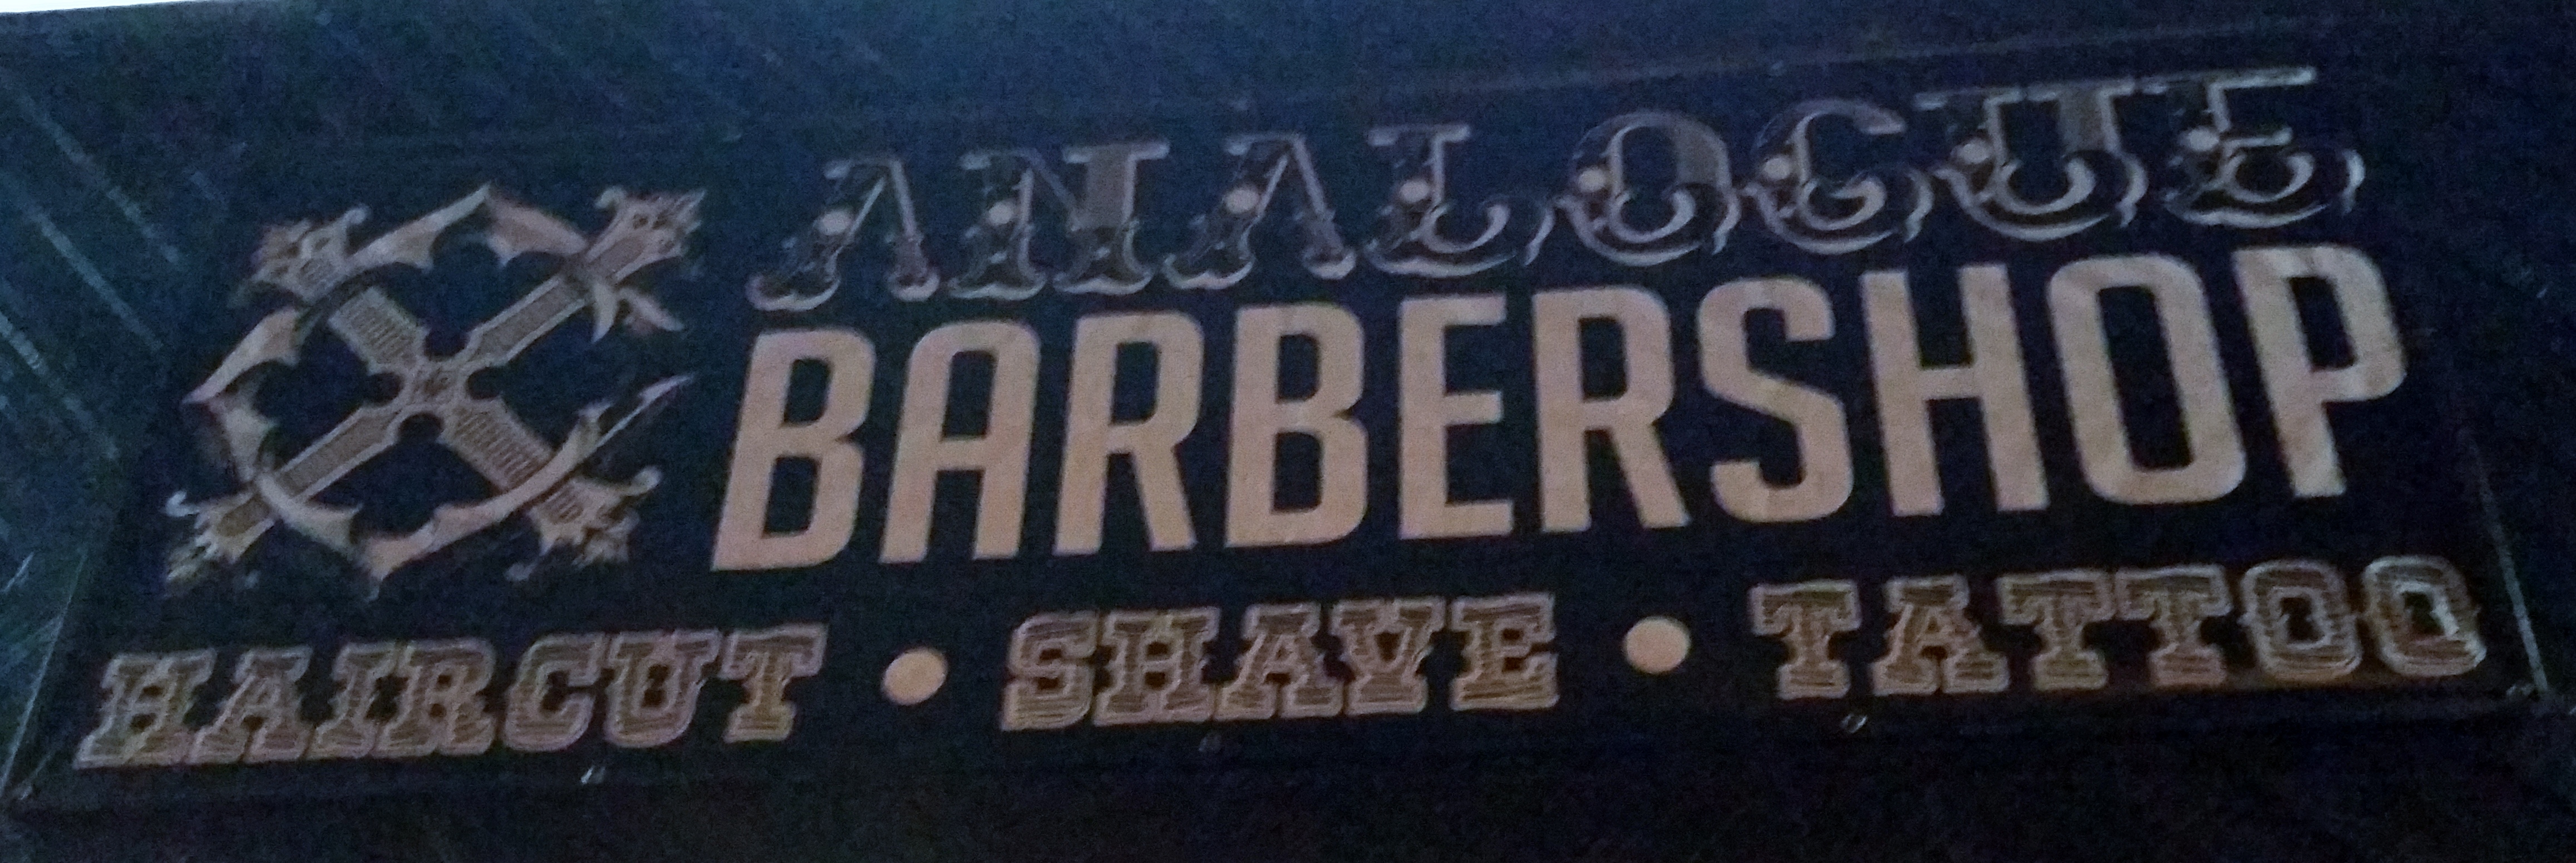 ANALOGUE
BARBERSHOP
HAIRCUT • SHAVE • TATTOO